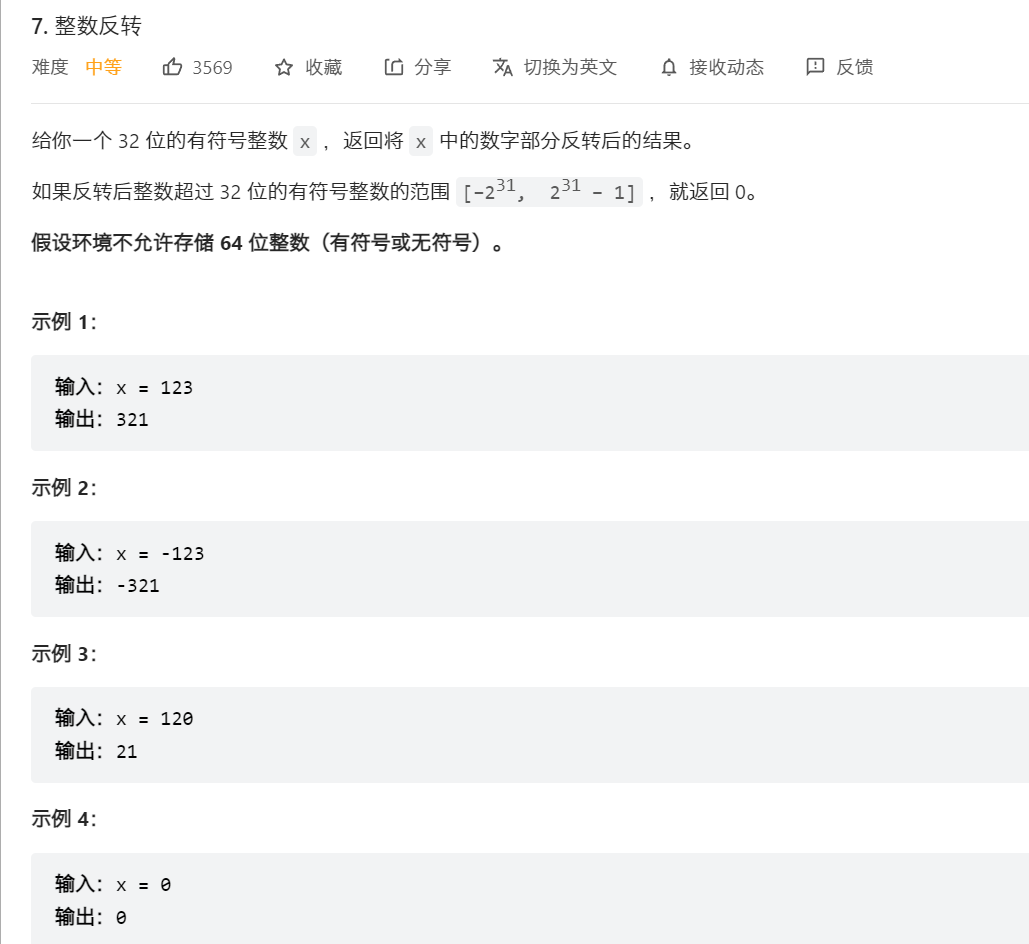 7. 整数反转
难度 中等 3569 收藏 分享 切换为英文 接收动态 反馈
给你一个 32 位的有符号整数 x ，返回将 x 中的数字部分反转后的结果。
如果反转后整数超过 32 位的有符号整数的范围 [−2^31, 2^31 − 1] ，就返回 0。
假设环境不允许存储 64 位整数（有符号或无符号）。
示例 1：
输入：x = 123
输出：321
示例 2：
输入：x = -123
输出：-321
示例 3：
输入：x = 120
输出：21
示例 4：
输入：x = 0
输出：0